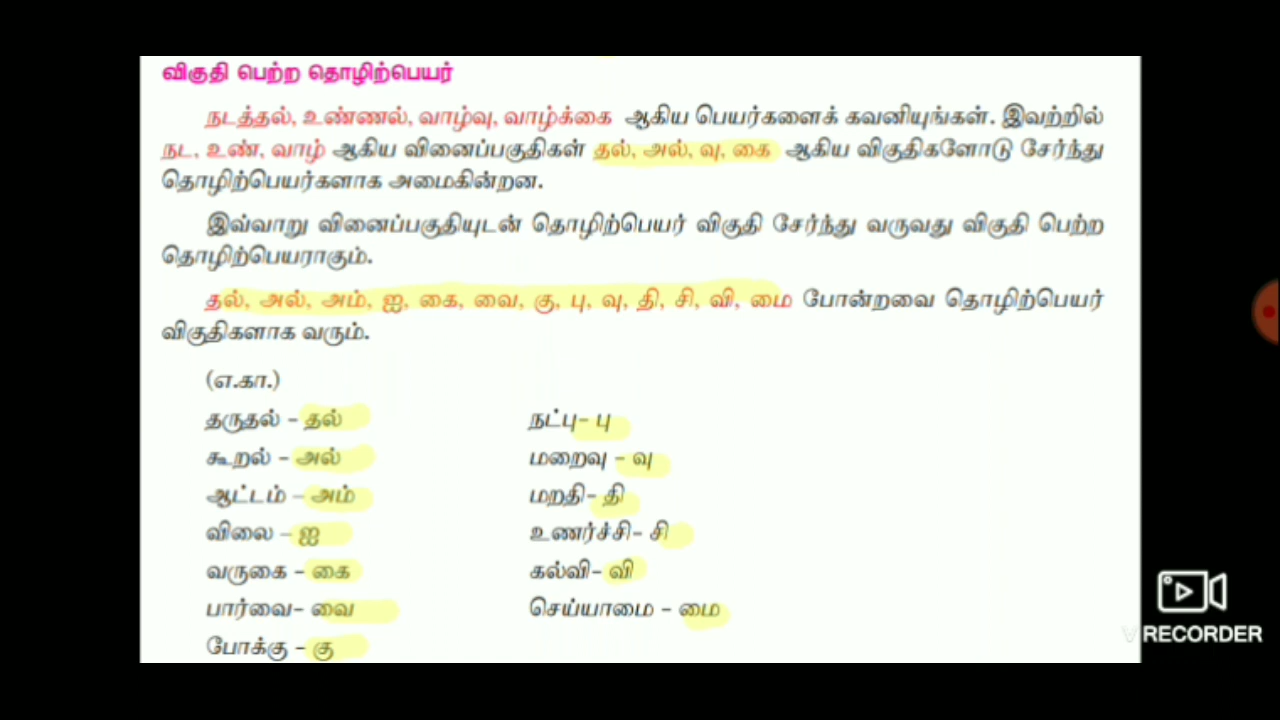 விகுதி பெற்ற தொழிற்பெயர்
நடத்தல், உண்ணல், வாழ்வு, வாழ்க்கை ஆகிய பெயர்களைக் கவனியுங்கள். இவற்றில்
நட, உண், வாழ் ஆகிய வினைப்பகுதிகள் தல், அல், வு, கை ஆகிய விகுதிகளோடு சேர்ந்து
தொழிற்பெயர்களாக அமைகின்றன.
இவ்வாறு வினைப்பகுதியுடன் தொழிற்பெயர் விகுதி சேர்ந்து வருவது விகுதி பெற்ற
தொழிற்பெயராகும்.
தல், அல், அம், ஐ, கை, வை, கு, பு, வு, தி, சி, வி, மை போன்றவை தொழிற்பெயர்
விகுதிகளாக வரும்.
(எ.கா.)
தருதல் - தல்
கூறல் - அல்
ஆட்டம் – அம்
விலை – ஐ
வருகை - கை
பார்வை- வை
போக்கு - கு
நட்பு- பு
மறைவு - வு
மறதி- தி
உணர்ச்சி- சி
கல்வி- வி
செய்யாமை - மை
V RECORDER